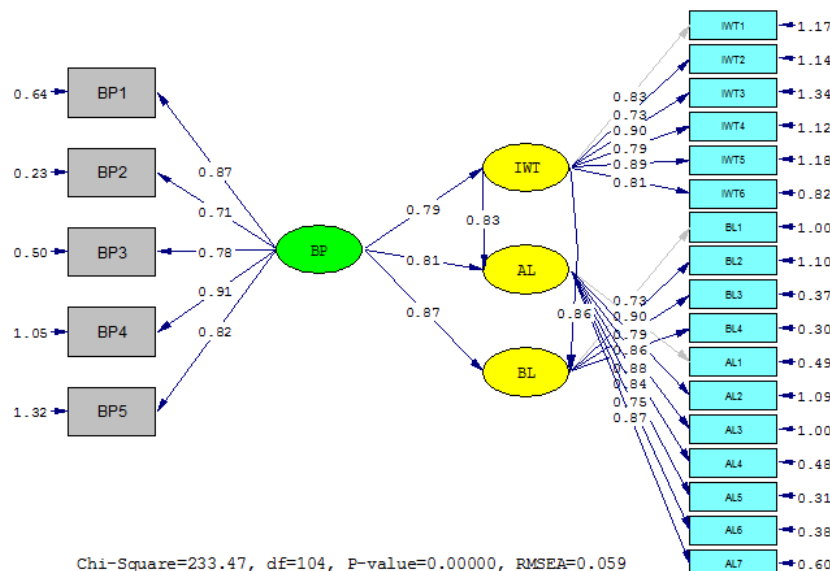 0.64 BP1
0.23 BP2
0.50 BP3
1.05 BP4
1.32 BP5
0.87
0.71
0.78
0.91
0.82
BP
0.79
0.81
0.87
IWT
0.83
AL
0.86
BL
0.83
0.73
0.90
0.79
0.89
0.81
0.73
0.90
0.79
0.86
0.88
0.84
0.75
0.87
IWT1 1.17
IWT2 1.14
IWT3 1.34
IWT4 1.12
IWT5 1.18
IWT6 0.82
BL1 1.00
BL2 1.10
BL3 0.37
BL4 0.30
AL1 0.49
AL2 1.09
AL3 1.00
AL4 0.48
AL5 0.31
AL6 0.38
AL7 0.60
Chi-Square=233.47, df=104, P-value=0.00000, RMSEA=0.059